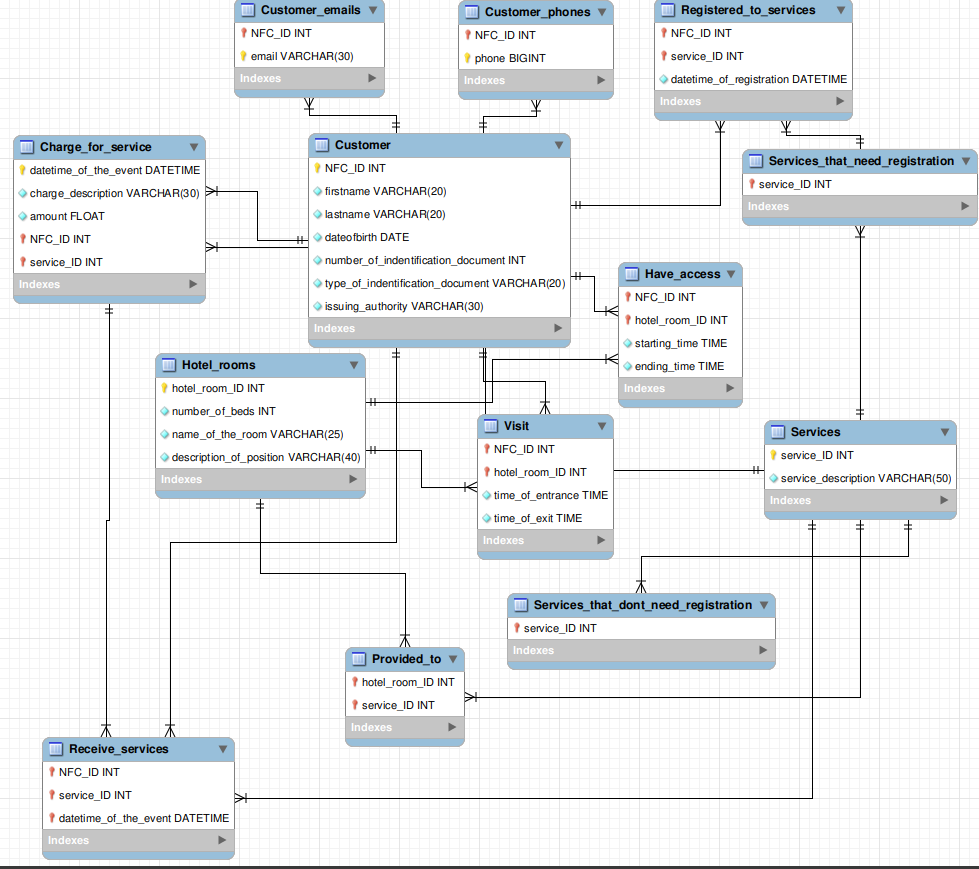 Customer_emails
NFC_ID INT
email VARCHAR(30)
Indexes
Customer_phones
NFC_ID INT
phone BIGINT
Indexes
Registered_to_services
NFC_ID INT
service_ID INT
datetime_of_registration DATETIME
Indexes
Charge_for_service
datetime_of_the_event DATETIME
charge_description VARCHAR(30)
amount FLOAT
NFC_ID INT
service_ID INT
Indexes
Customer
NFC_ID INT
firstname VARCHAR(20)
lastname VARCHAR(20)
dateofbirth DATE
number_of_indentification_document INT
type_of_indentification_document VARCHAR(20)
issuing_authority VARCHAR(30)
Indexes
Services_that_need_registration
service_ID INT
Indexes
Have_access
NFC_ID INT
hotel_room_ID INT
starting_time TIME
ending_time TIME
Indexes
Hotel_rooms
hotel_room_ID INT
number_of_beds INT
name_of_the_room VARCHAR(25)
description_of_position VARCHAR(40)
Indexes
Visit
NFC_ID INT
hotel_room_ID INT
time_of_entrance TIME
time_of_exit TIME
Indexes
Services
service_ID INT
service_description VARCHAR(50)
Indexes
Services_that_dont_need_registration
service_ID INT
Indexes
Provided_to
hotel_room_ID INT
service_ID INT
Indexes
Receive_services
NFC_ID INT
service_ID INT
datetime_of_the_event DATETIME
Indexes